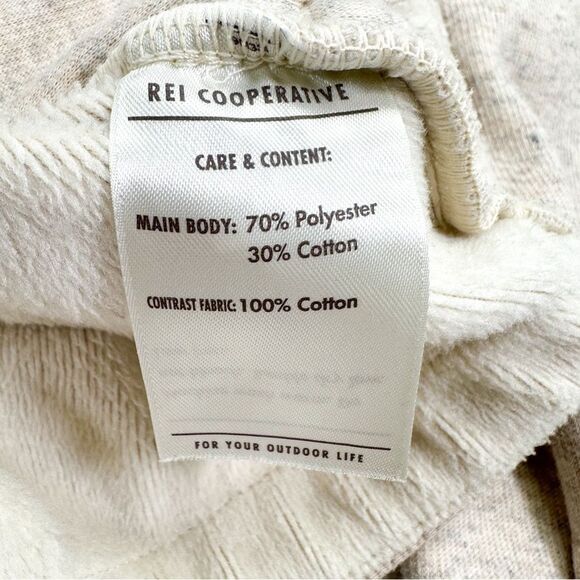 REI COOPERATIVE
CARE & CONTENT:
MAIN BODY: 70% Polyester
30% Cotton
CONTRAST FABRIC: 100% Cotton
FOR YOUR OUTDOOR LIFE